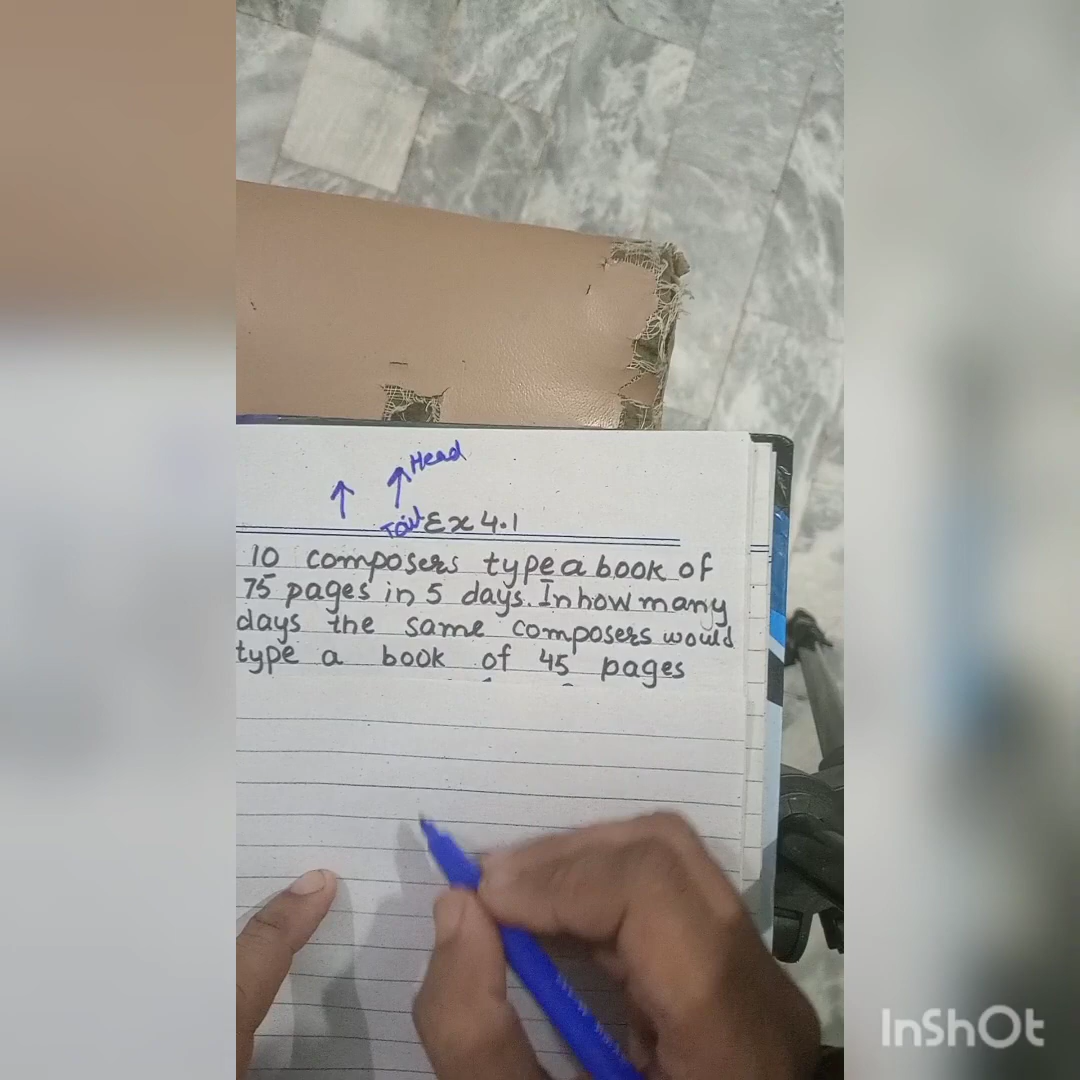 Head
Tail Ex 4.1
10 composers type a book of
75 pages in 5 days. In how many
days the same composers would
type a book of 45 pages
InShOt